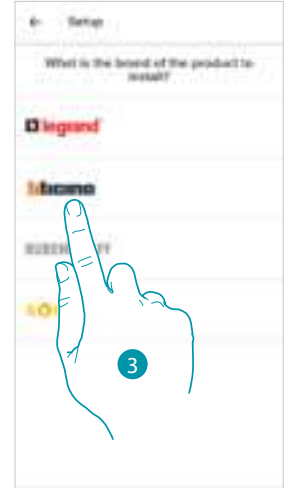 Setup
What is the brand of the product to
install?
legrand
bticino
3